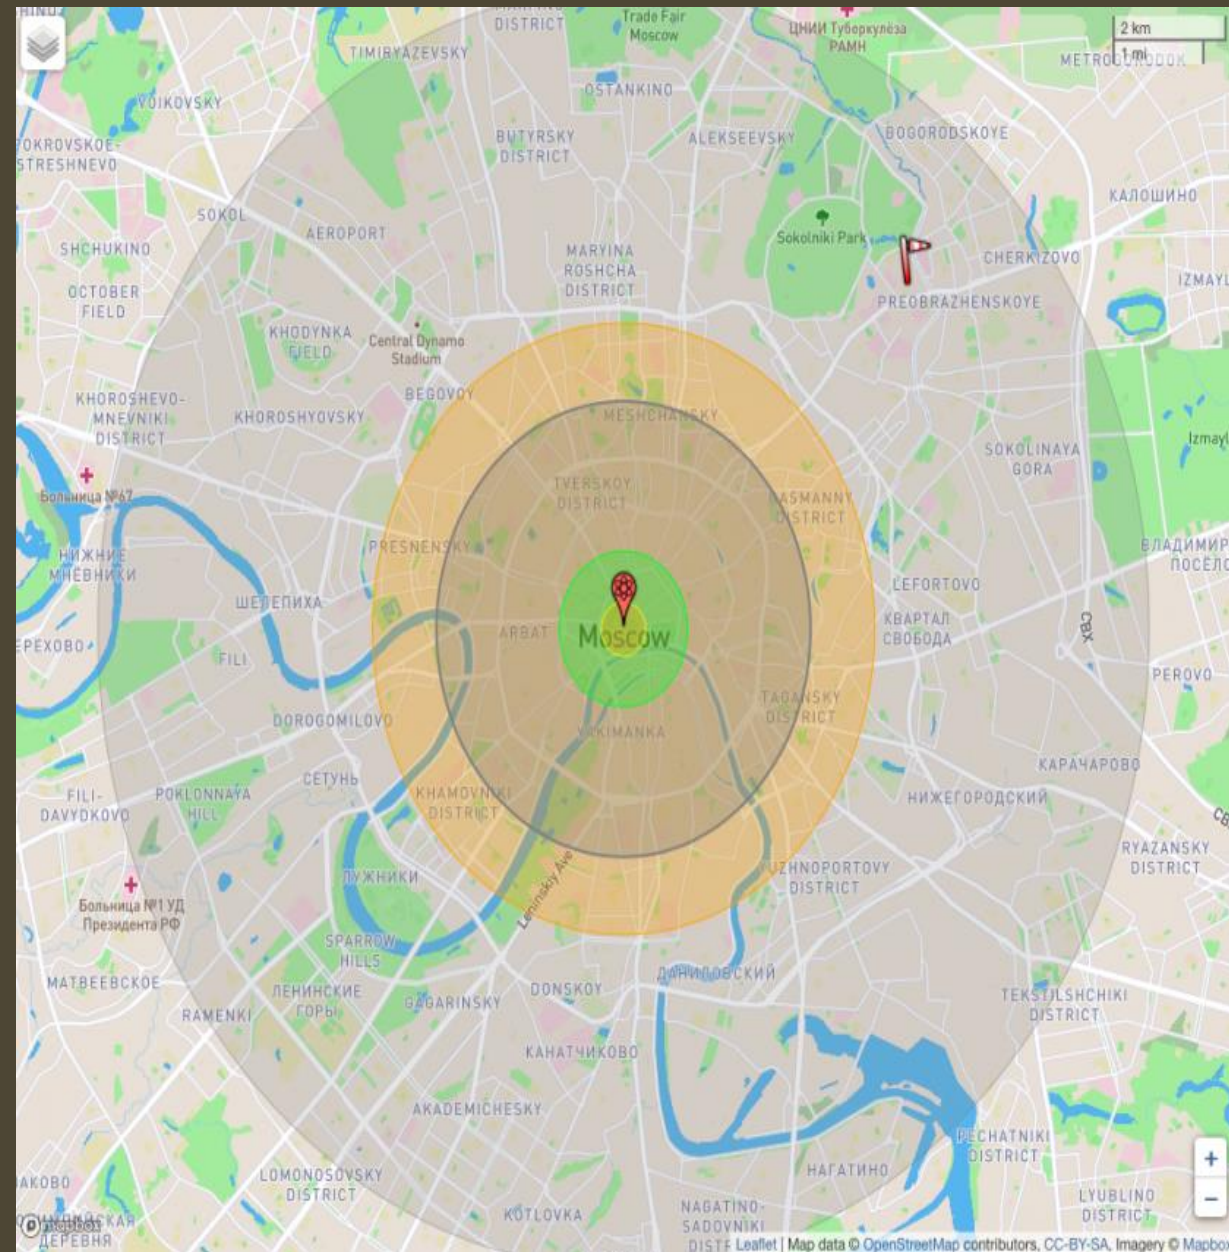 DISTRICT
Trade Fair
Moscow
ЦНИИ Туберкулёза
РАМН
2 km
1 mi
TIMIRYAZEVSKY
VOIKOVSKY
OSTANKINO
BUTYRSKY
DISTRICT
ALEKSEEVSKY
BOGORODSKOYE
POKROVSKOE-
STRESHNEVO
КАЛОШИНО
SOKOL
AEROPORT
Sokolniki Park
SHCHUKINO
MARYINA
ROSHCHA
DISTRICT
CHERKIZOVO
OCTOBER
FIELD
PREOBRAZHENSKOYE
KHODYNKA
FIELD
Central Dynamo
Stadium
BEGOVOY
KHOROSHEVO-
MNEVNIKI
DISTRICT
KHOROSHYOVSKY
MESHCHANSKY
SOKOLINAYA
GORA
Больница №67
TVERSKOY
DISTRICT
BASMANNY
DISTRICT
PRESNENSKY
НИЖНИЕ
МНЁВНИКИ
ШЕЛЕПИХА
LEFORTOVO
КВАРТАЛ
СВОБОДА
СВХ
ARBAT
Moscow
FILI
PEROVO
DOROGOMILOVO
TAGANSKY
DISTRICT
YAKIMANKA
СЕТУНЬ
КАРАЧАРОВО
FILI-
DAVYDKOVO
POKLONNAYA
HILL
KHAMOVNIKI
DISTRICT
НИЖЕГОРОДСКИЙ
RYAZANSKY
DISTRICT
ЛУЖНИКИ
Leninskiy Ave
YUZHNOPORTOVY
DISTRICT
Больница №1 УД
Президента РФ
SPARROW
HILLS
МАТВЕЕВСКОЕ
ЛЕНИНСКИЕ
ГОРЫ
GAGARINSKY
DONSKOY
ДАНИЛОВСКИЙ
TEKSTILSHCHIKI
DISTRICT
RAMENKI
КАНАТЧИКОВО
AKADEMICHESKY
PECHATNIKI
DISTRICT
LOMONOSOVSKY
DISTRICT
НАГАТИНО
KOTLOVKA
NAGATINO-
SADOVNIKI
LYUBLINO
DISTRICT
+
−
mapbox
ДЕРЕВНЯ
Leaflet | Map data © OpenStreetMap contributors, CC-BY-SA, Imagery © Mapbox